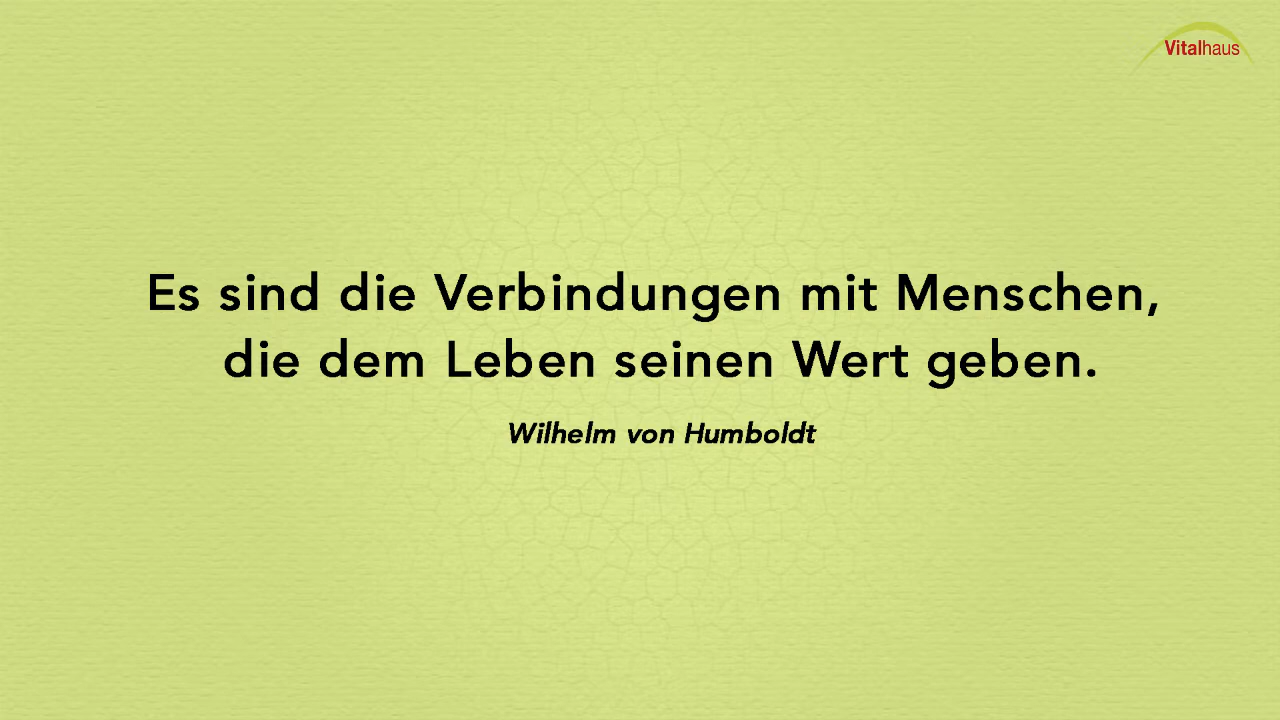 Vitalhaus
Es sind die Verbindungen mit Menschen,
die dem Leben seinen Wert geben.
Wilhelm von Humboldt